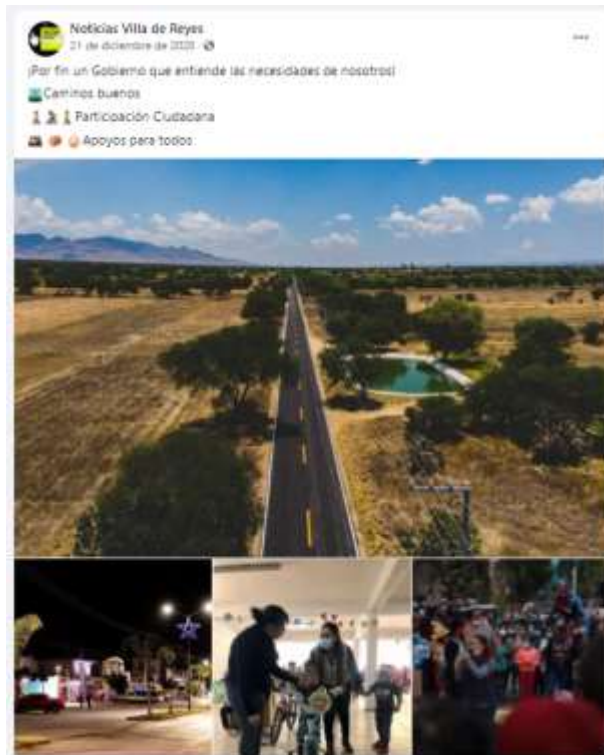 Noticias Villa de Reyes
21 de diciembre de 2020 ·
¡Por fin un Gobierno que entiende las necesidades de nosotros!
Caminos buenos
Participación Ciudadana
Apoyos para todos